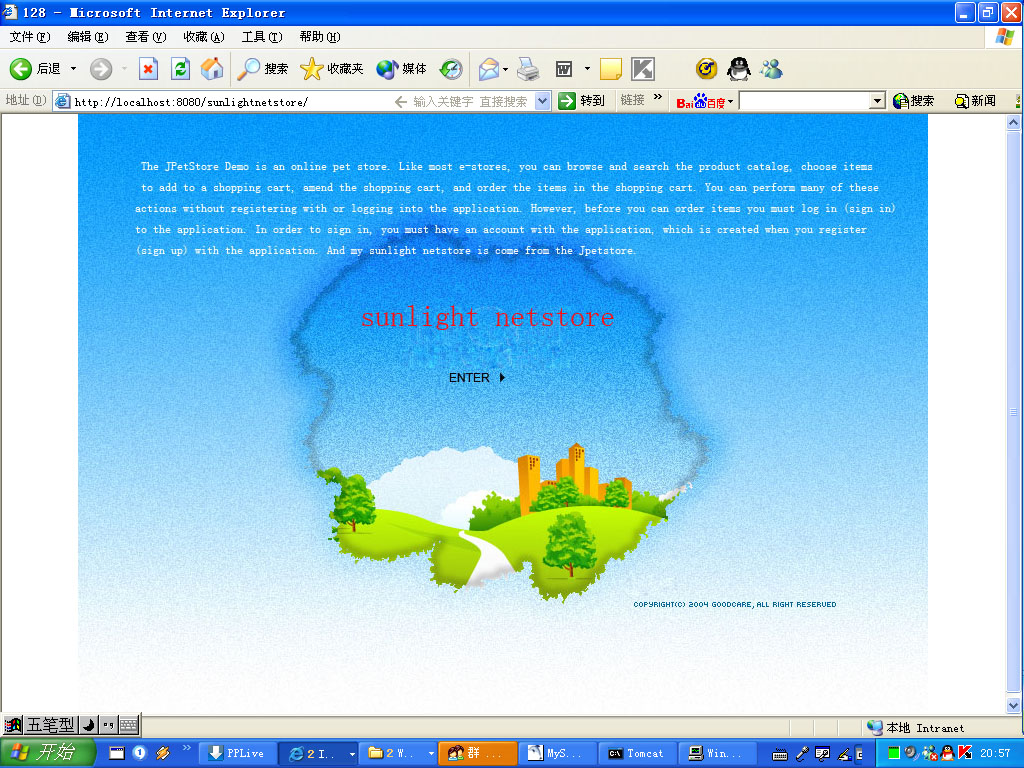 128 - Microsoft Internet Explorer
文件(F) 编辑(E) 查看(V) 收藏(A) 工具(T) 帮助(H)
后退 搜索 收藏夹 媒体
地址(D) http://localhost:8080/sunlightnetstore/ 输入关键字 直接搜索 转到 链接 » Bai百度 搜索 新闻
The JPetStore Demo is an online pet store. Like most e-stores, you can browse and search the product catalog, choose items
to add to a shopping cart, amend the shopping cart, and order the items in the shopping cart. You can perform many of these
actions without registering with or logging into the application. However, before you can order items you must log in (sign in)
to the application. In order to sign in, you must have an account with the application, which is created when you register
(sign up) with the application. And my sunlight netstore is come from the Jpetstore.
sunlight netstore
ENTER
COPYRIGHT(C) 2004 GOODCARE, ALL RIGHT RESERVED
五笔型
本地 Intranet
开始 PPLive 2 I.. 2 W.. 群 ... MyS... Tomcat Win... 20:57